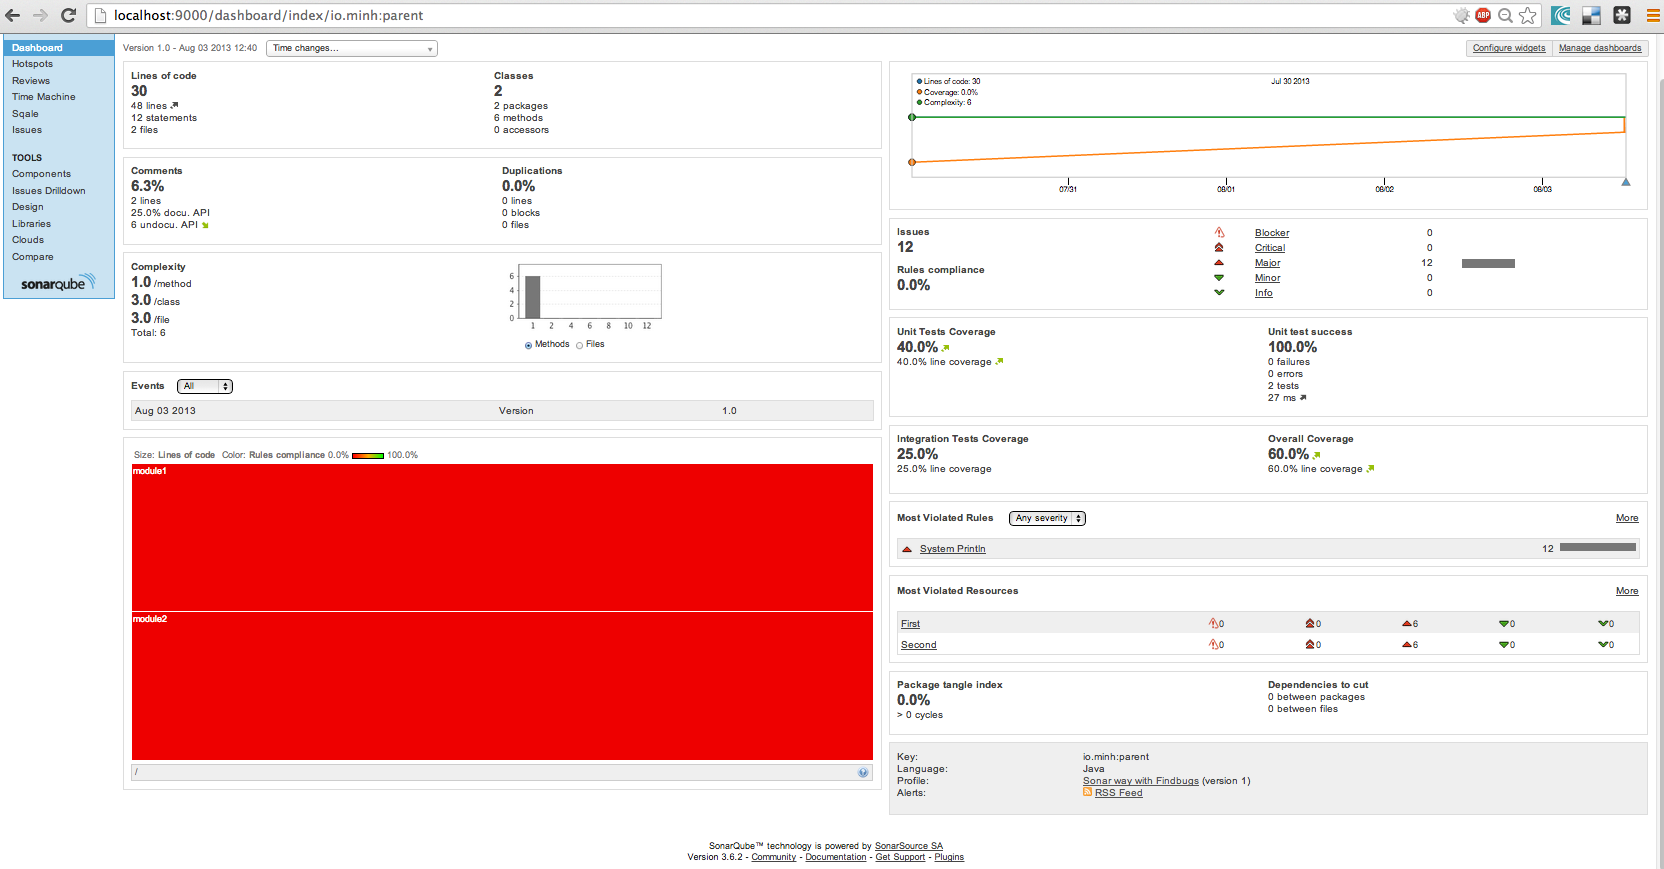 localhost:9000/dashboard/index/io.minh:parent
ABP
Dashboard
Hotspots
Reviews
Time Machine
Sqale
Issues
TOOLS
Components
Issues Drilldown
Design
Libraries
Clouds
Compare
sonarqube
Version 1.0 - Aug 03 2013 12:40 Time changes...
Configure widgets Manage dashboards
Lines of code
30
48 lines
12 statements
2 files
Classes
2
2 packages
6 methods
0 accessors
Comments
6.3%
2 lines
25.0% docu. API
6 undocu. API
Duplications
0.0%
0 lines
0 blocks
0 files
Complexity
1.0 /method
3.0 /class
3.0 /file
Total: 6
6
4
2
0
1 2 4 6 8 10 12
Methods Files
Events All
Aug 03 2013 Version 1.0
Size: Lines of code Color: Rules compliance 0.0% 100.0%
module1
module2
/
Lines of code: 30
Coverage: 0.0%
Complexity: 6
Jul 30 2013
07/31 08/01 08/02 08/03
Issues
12
Rules compliance
0.0%
Blocker 0
Critical 0
Major 12
Minor 0
Info 0
Unit Tests Coverage
40.0%
40.0% line coverage
Unit test success
100.0%
0 failures
0 errors
2 tests
27 ms
Integration Tests Coverage
25.0%
25.0% line coverage
Overall Coverage
60.0%
60.0% line coverage
Most Violated Rules Any severity More
System Println 12
Most Violated Resources More
First 0 0 6 0 0
Second 0 0 6 0 0
Package tangle index
0.0%
> 0 cycles
Dependencies to cut
0 between packages
0 between files
Key: io.minh:parent
Language: Java
Profile: Sonar way with Findbugs (version 1)
Alerts: RSS Feed
SonarQube™ technology is powered by SonarSource SA
Version 3.6.2 - Community - Documentation - Get Support - Plugins